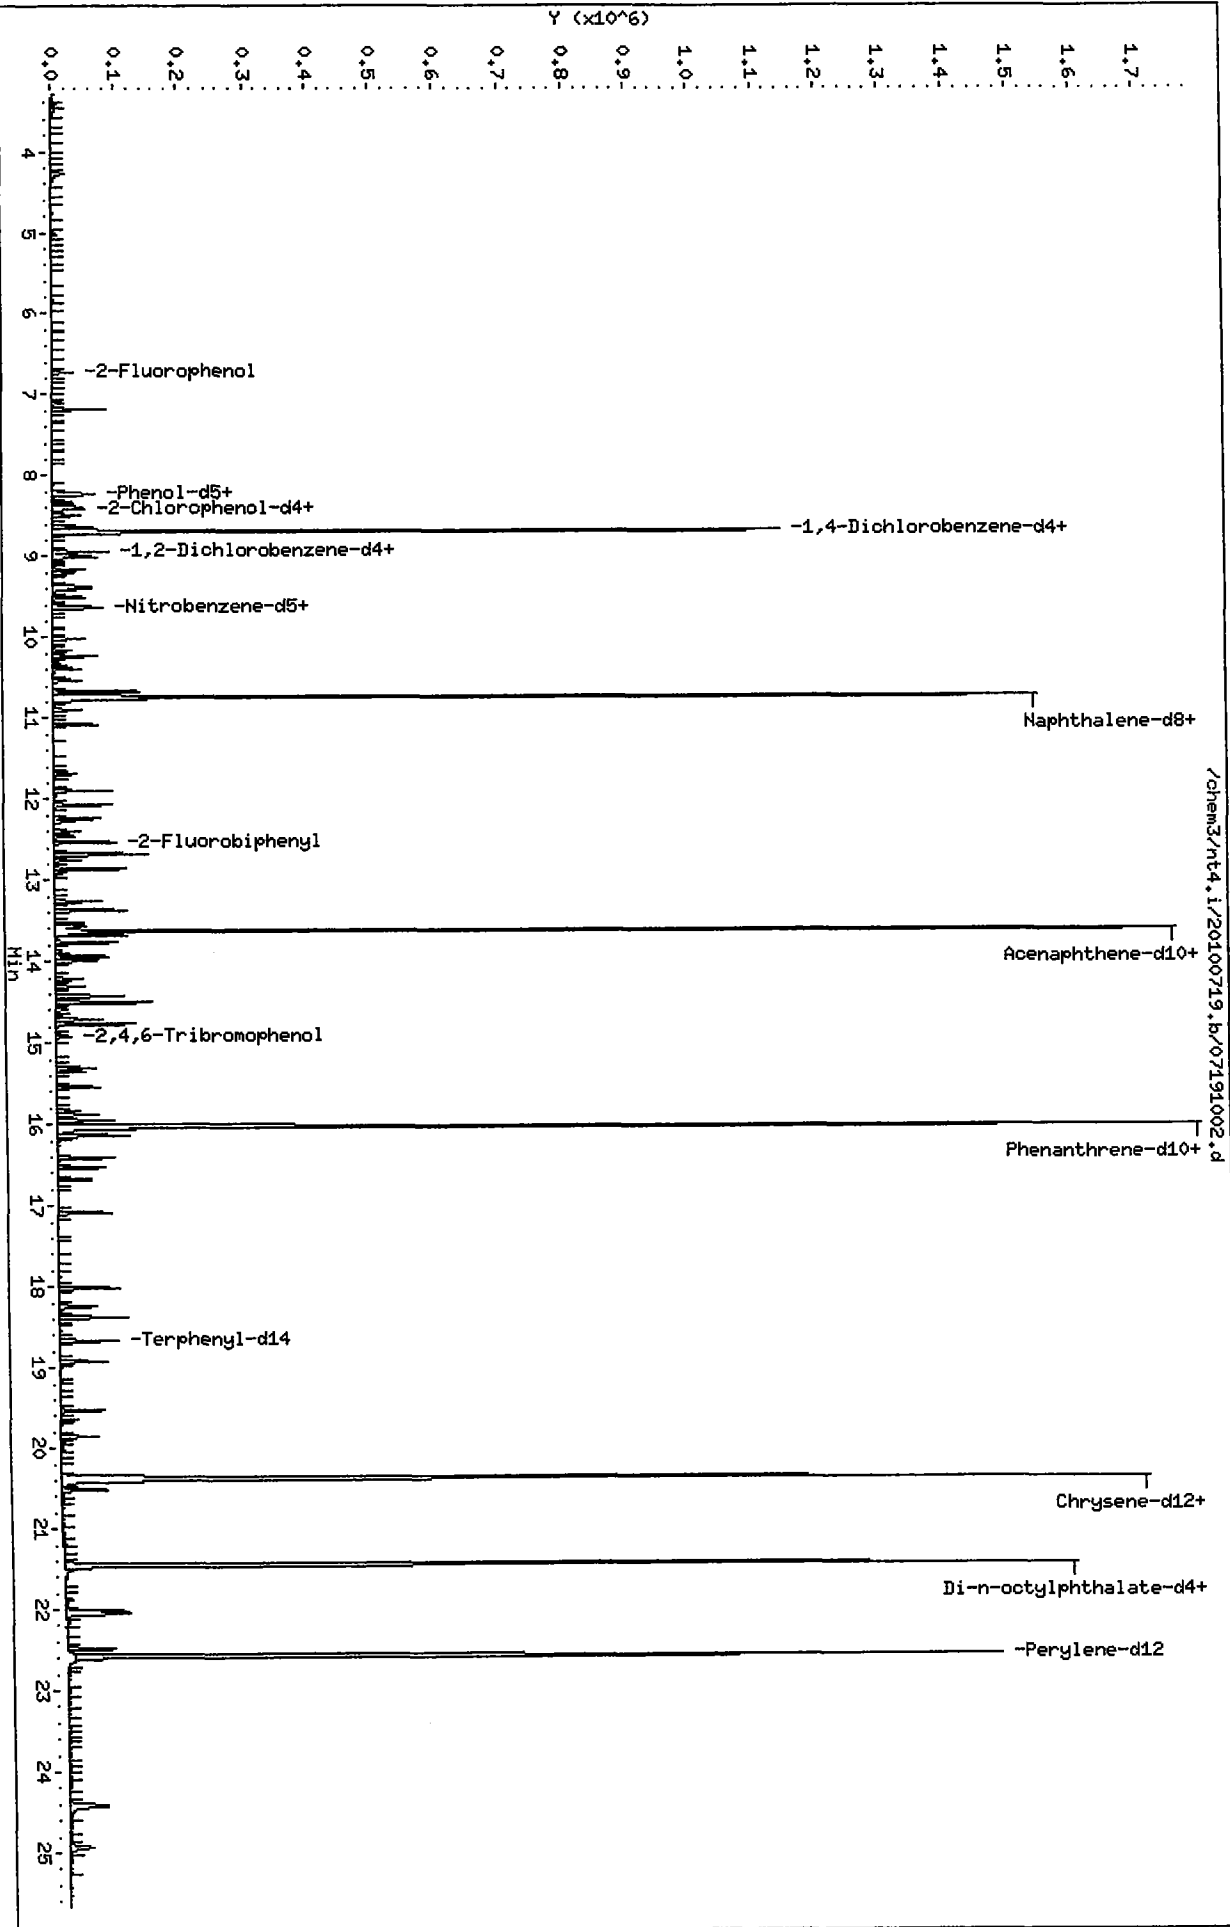 /chem3/nt4.i/20100719.b/07191002.d
Y (x10^6)
1.7
1.6
1.5
1.4
1.3
1.2
1.1
1.0
0.9
0.8
0.7
0.6
0.5
0.4
0.3
0.2
0.1
0.0
-2-Fluorophenol
-Phenol-d5+
-2-Chlorophenol-d4+
-1,4-Dichlorobenzene-d4+
-1,2-Dichlorobenzene-d4+
-Nitrobenzene-d5+
Naphthalene-d8+
-2-Fluorobiphenyl
Acenaphthene-d10+
-2,4,6-Tribromophenol
Phenanthrene-d10+
-Terphenyl-d14
Chrysene-d12+
Di-n-octylphthalate-d4+
-Perylene-d12
4 5 6 7 8 9 10 11 12 13 14 15 16 17 18 19 20 21 22 23 24 25
Min